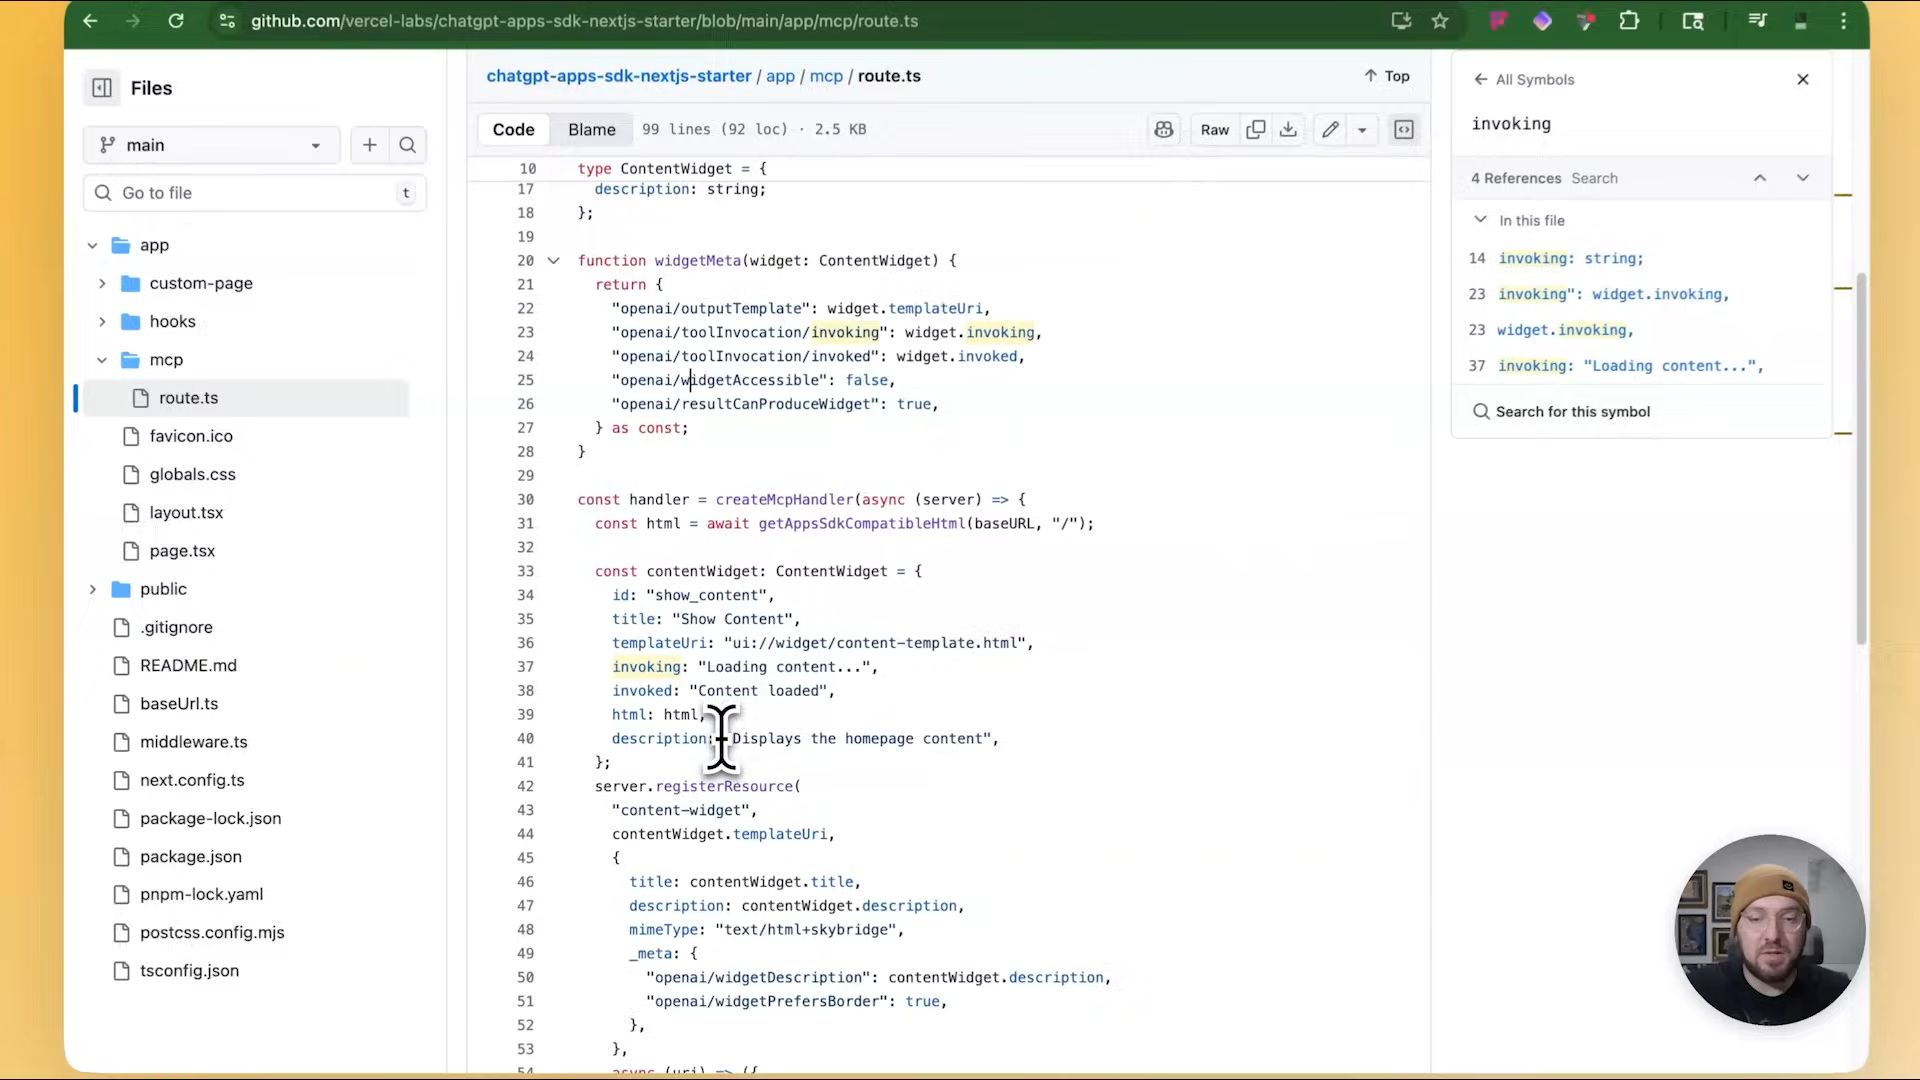 github.com/vercel-labs/chatgpt-apps-sdk-nextjs-starter/blob/main/app/mcp/route.ts
Files
main
Go to file
t
app
custom-page
hooks
mcp
route.ts
favicon.ico
globals.css
layout.tsx
page.tsx
public
.gitignore
README.md
baseUrl.ts
middleware.ts
next.config.ts
package-lock.json
package.json
pnpm-lock.yaml
postcss.config.mjs
tsconfig.json
chatgpt-apps-sdk-nextjs-starter / app / mcp / route.ts
Top
Code Blame 99 lines (92 loc) · 2.5 KB
Raw
10 type ContentWidget = {
17 description: string;
18 };
19
20 function widgetMeta(widget: ContentWidget) {
21 return {
22 "openai/outputTemplate": widget.templateUri,
23 "openai/toolInvocation/invoking": widget.invoking,
24 "openai/toolInvocation/invoked": widget.invoked,
25 "openai/widgetAccessible": false,
26 "openai/resultCanProduceWidget": true,
27 } as const;
28 }
29
30 const handler = createMcpHandler(async (server) => {
31 const html = await getAppsSdkCompatibleHtml(baseURL, "/");
32
33 const contentWidget: ContentWidget = {
34 id: "show_content",
35 title: "Show Content",
36 templateUri: "ui://widget/content-template.html",
37 invoking: "Loading content...",
38 invoked: "Content loaded",
39 html: html,
40 description: "Displays the homepage content",
41 };
42 server.registerResource(
43 "content-widget",
44 contentWidget.templateUri,
45 {
46 title: contentWidget.title,
47 description: contentWidget.description,
48 mimeType: "text/html+skybridge",
49 _meta: {
50 "openai/widgetDescription": contentWidget.description,
51 "openai/widgetPrefersBorder": true,
52 },
53 },
54 async (uri) => ({
All Symbols
invoking
4 References Search
In this file
14 invoking: string;
23 invoking": widget.invoking,
23 widget.invoking,
37 invoking: "Loading content...",
Search for this symbol